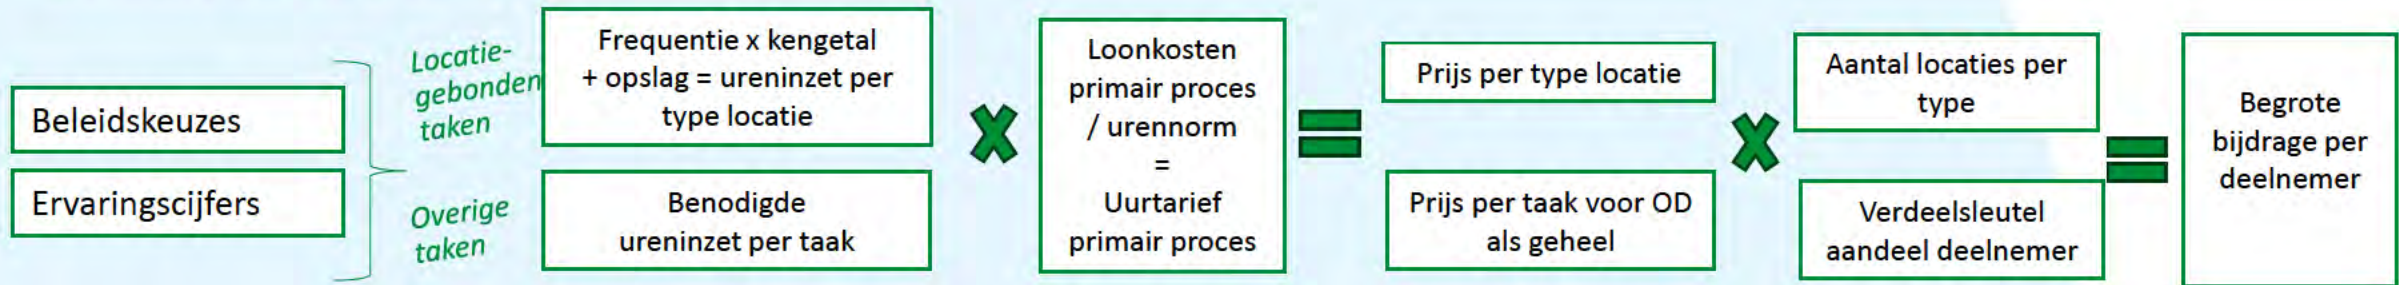 Beleidskeuzes
Ervaringscijfers
Locatie-
gebonden
taken
Overige
taken
Frequentie x kengetal
+ opslag = ureninzet per
type locatie
Benodigde
ureninzet per taak
Loonkosten
primair proces
/ urennorm
=
Uurtarief
primair proces
Prijs per type locatie
Prijs per taak voor OD
als geheel
Aantal locaties per
type
Verdeelsleutel
aandeel deelnemer
Begrote
bijdrage per
deelnemer